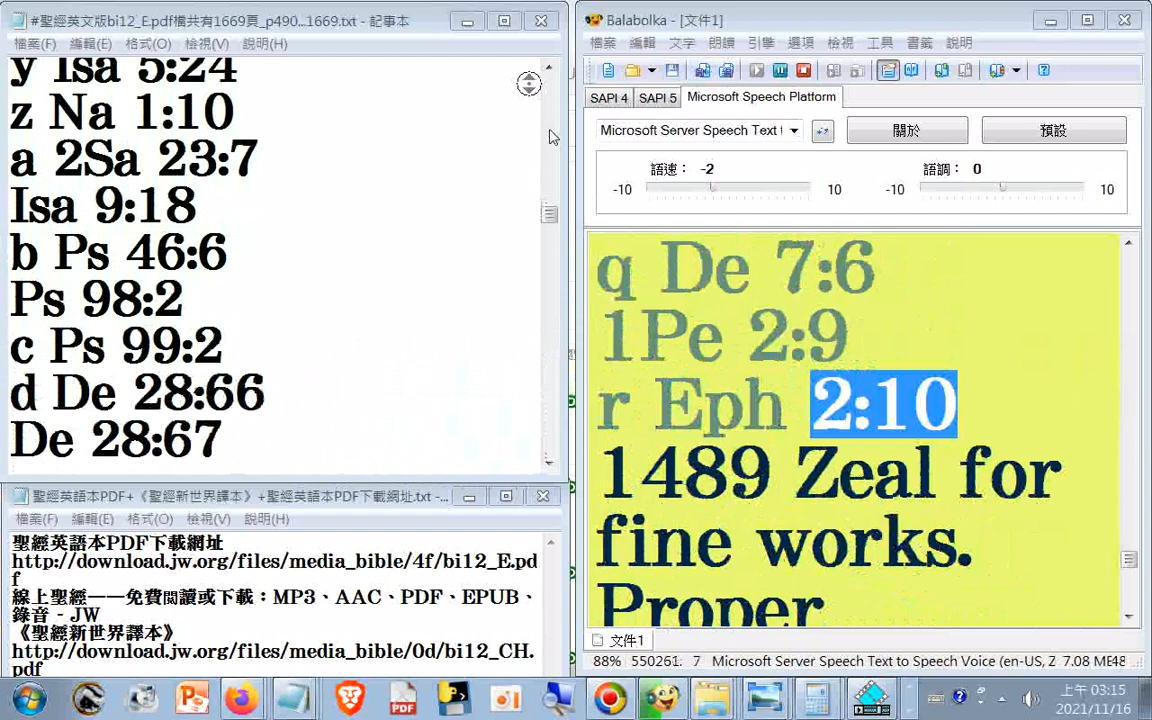 #聖經英文版bi12_E.pdf檔共有1669頁_p490...1669.txt - 記事本
檔案(F) 編輯(E) 格式(O) 檢視(V) 說明(H)
y Isa 5:24
z Na 1:10
a 2Sa 23:7
Isa 9:18
b Ps 46:6
Ps 98:2
c Ps 99:2
d De 28:66
De 28:67
聖經英語本PDF+《聖經新世界譯本》+聖經英語本PDF下載網址.txt -...
檔案(F) 編輯(E) 格式(O) 檢視(V) 說明(H)
聖經英語本PDF下載網址
http://download.jw.org/files/media_bible/4f/bi12_E.pd
f
線上聖經——免費閱讀或下載：MP3、AAC、PDF、EPUB、
錄音 - JW
《聖經新世界譯本》
http://download.jw.org/files/media_bible/0d/bi12_CH.
pdf
Balabolka - [文件1]
檔案 編輯 文字 朗讀 引擎 選項 檢視 工具 書籤 說明
SAPI 4 SAPI 5 Microsoft Speech Platform
Microsoft Server Speech Text 關於 預設
語速： -2 語調： 0
-10 10 -10 10
q De 7:6
1Pe 2:9
r Eph 2:10
1489 Zeal for
fine works.
Proper
文件1
88% 550261. 7 Microsoft Server Speech Text to Speech Voice (en-US, Z 7.08 ME48
PDF
上午 03:15
2021/11/16